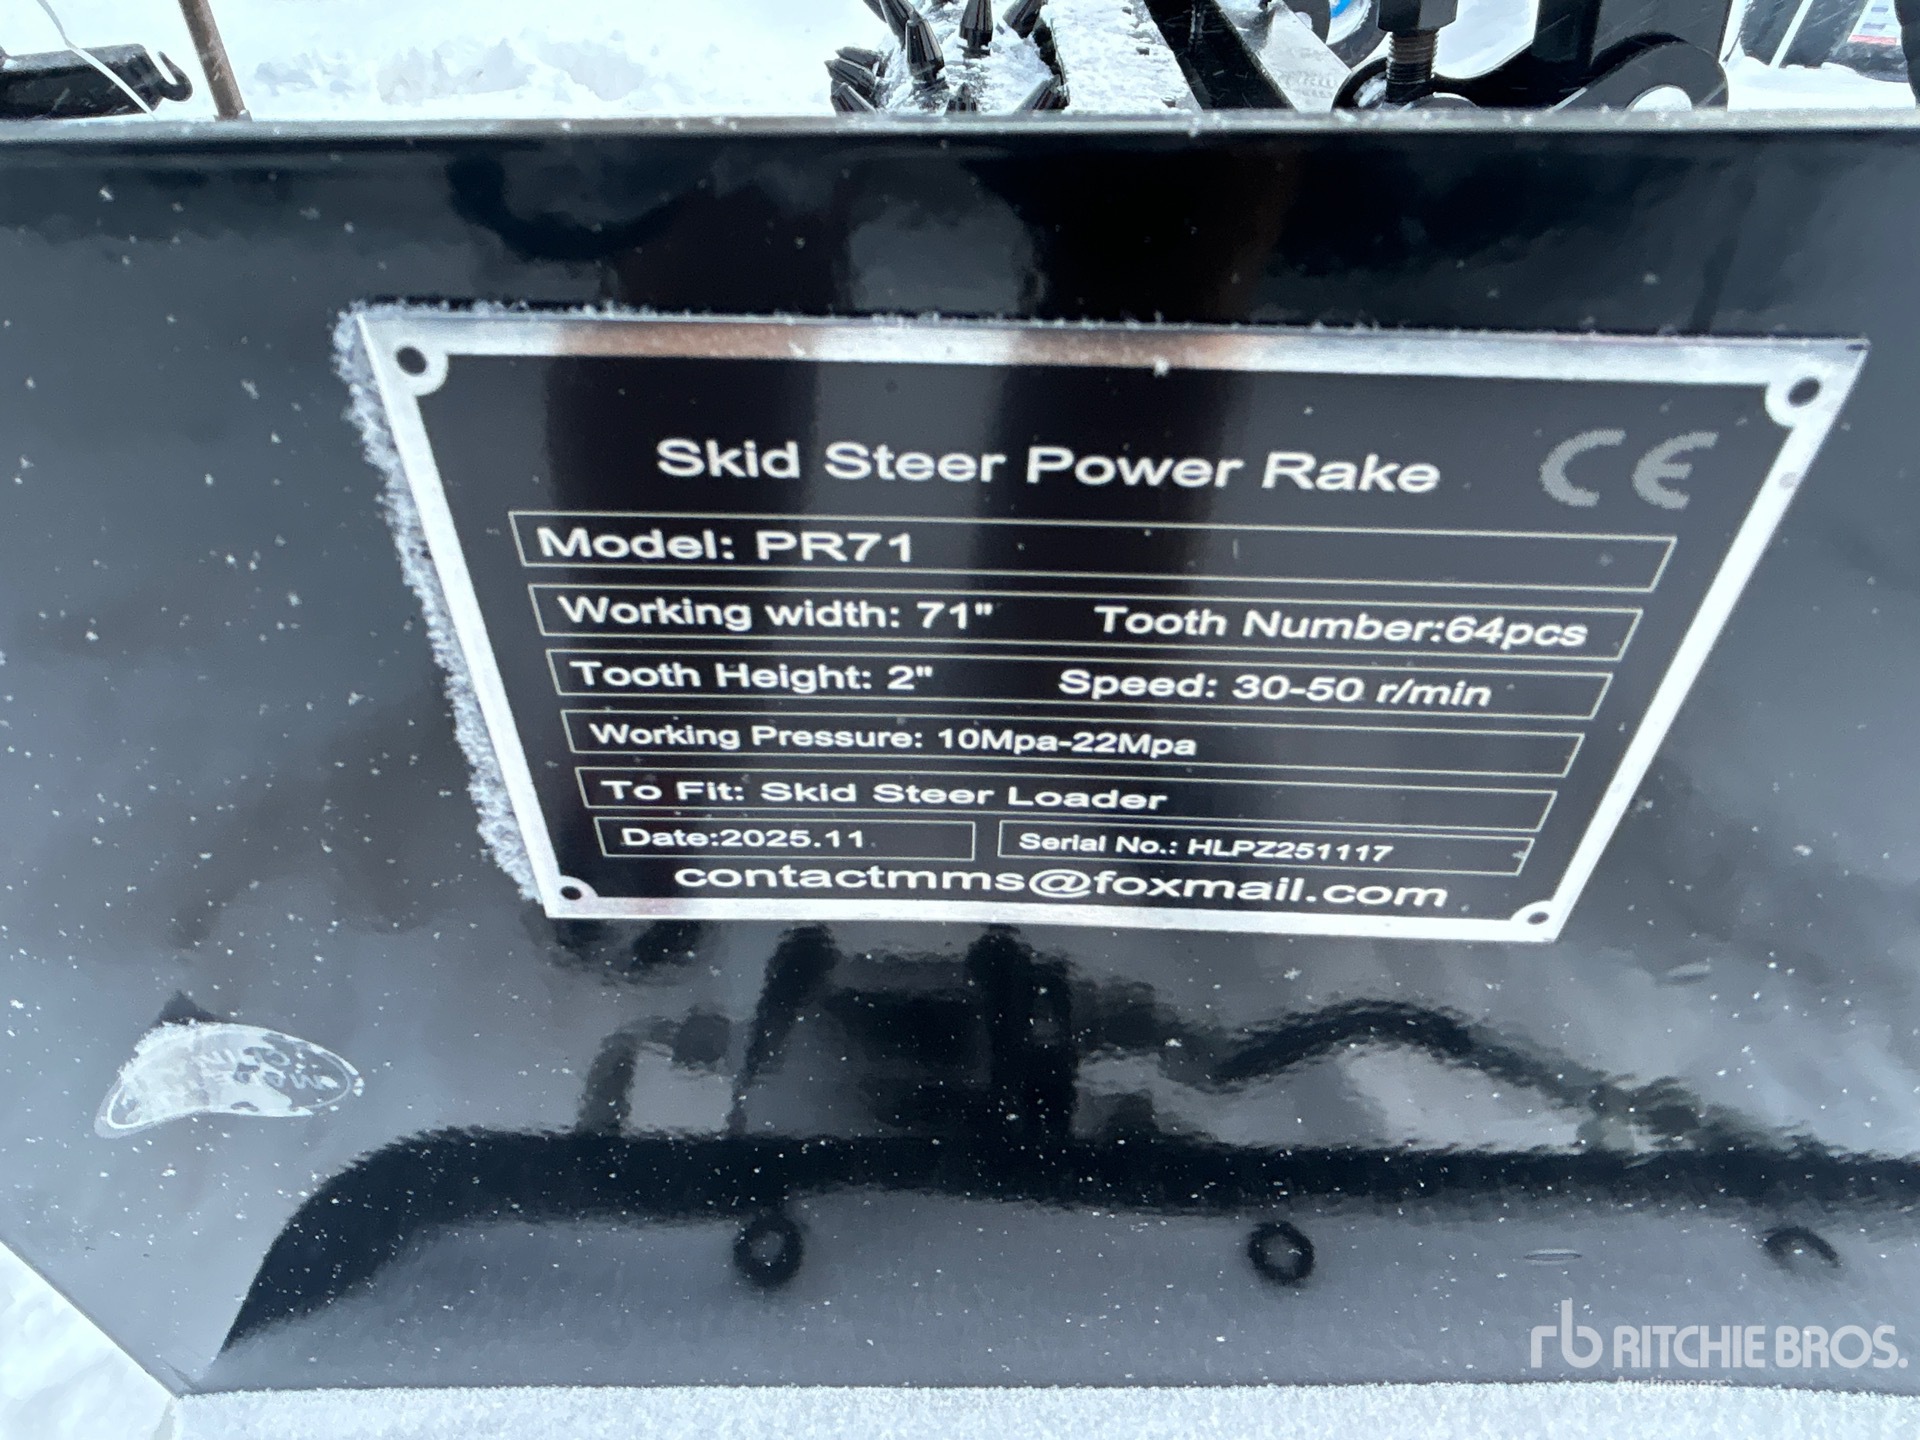 Skid Steer Power Rake CE
Model: PR71
Working width: 71" Tooth Number:64pcs
Tooth Height: 2" Speed: 30-50 r/min
Working Pressure: 10Mpa-22Mpa
To Fit: Skid Steer Loader
Date:2025.11 Serial No.: HLPZ251117
contactmms@foxmail.com
rb RITCHIE BROS.
Auctioneers